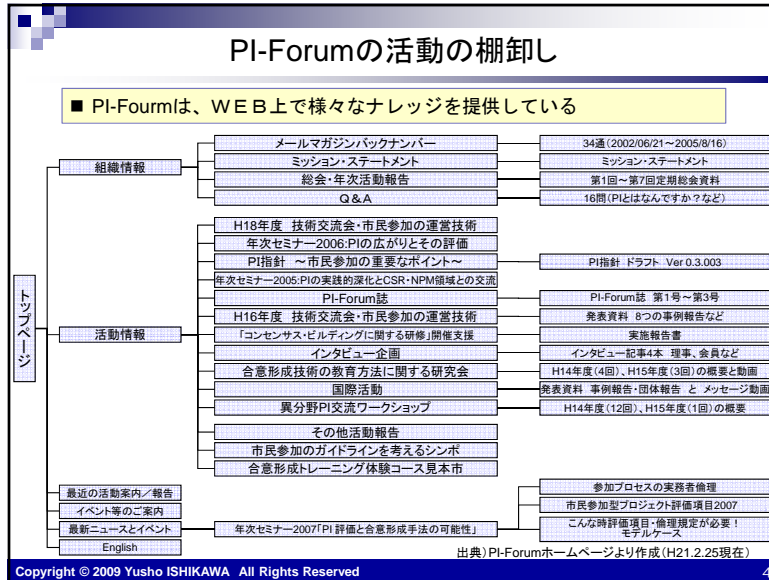 PI-Forumの活動の棚卸し
■ PI-Fourmは、WEB上で様々なナレッジを提供している
トップページ
組織情報
メールマガジンバックナンバー
34通(2002/06/21~2005/8/16)
ミッション・ステートメント
ミッション・ステートメント
総会・年次活動報告
第1回~第7回定期総会資料
Q&A
16問(PIとはなんですか?など)
活動情報
H18年度 技術交流会・市民参加の運営技術
年次セミナー2006:PIの広がりとその評価
PI指針 ~市民参加の重要なポイント~
PI指針 ドラフト Ver 0.3.003
年次セミナー2005:PIの実践的深化とCSR・NPM領域との交流
PI-Forum誌
PI-Forum誌 第1号~第3号
H16年度 技術交流会・市民参加の運営技術
発表資料 8つの事例報告など
「コンセンサス・ビルディングに関する研修」開催支援
実施報告書
インタビュー企画
インタビュー記事4本 理事、会員など
合意形成技術の教育方法に関する研究会
H14年度(4回)、H15年度(3回)の概要と動画
国際活動
発表資料 事例報告・団体報告 と メッセージ動画
異分野PI交流ワークショップ
H14年度(12回)、H15年度(1回)の概要
その他活動報告
市民参加のガイドラインを考えるシンポ
合意形成トレーニング体験コース見本市
最近の活動案内/報告
イベント等のご案内
最新ニュースとイベント
English
年次セミナー2007「PI評価と合意形成手法の可能性」
参加プロセスの実務者倫理
市民参加型プロジェクト評価項目2007
こんな時評価項目・倫理規定が必要!
モデルケース
出典)PI-Forumホームページより作成(H21.2.25現在)
Copyright © 2009 Yusho ISHIKAWA All Rights Reserved
4